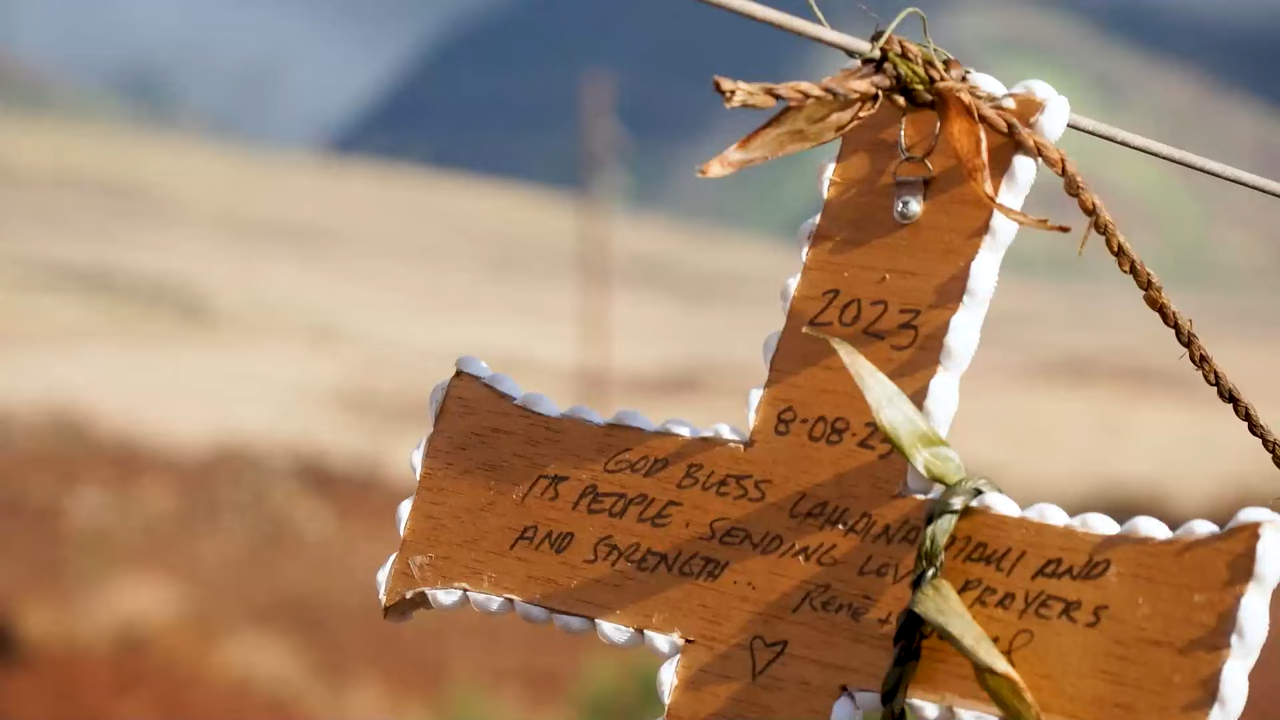 2023
8-08-23
GOD BLESS LAHAINA MAUI AND
ITS PEOPLE. SENDING LOVE PRAYERS
AND STRENGTH...
Rene +